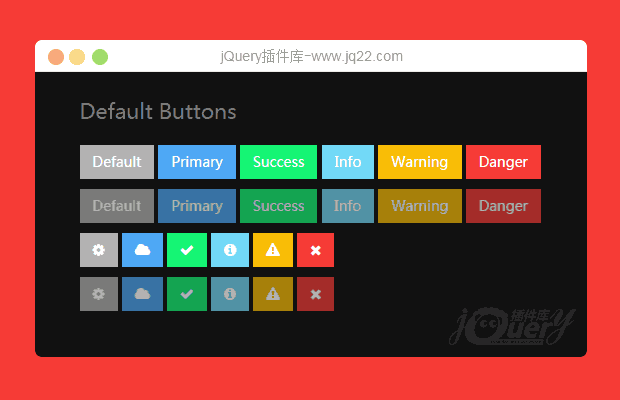 jQuery插件库-www.jq22.com
Default Buttons
Default Primary Success Info Warning Danger
Default Primary Success Info Warning Danger
插件库
jQuery